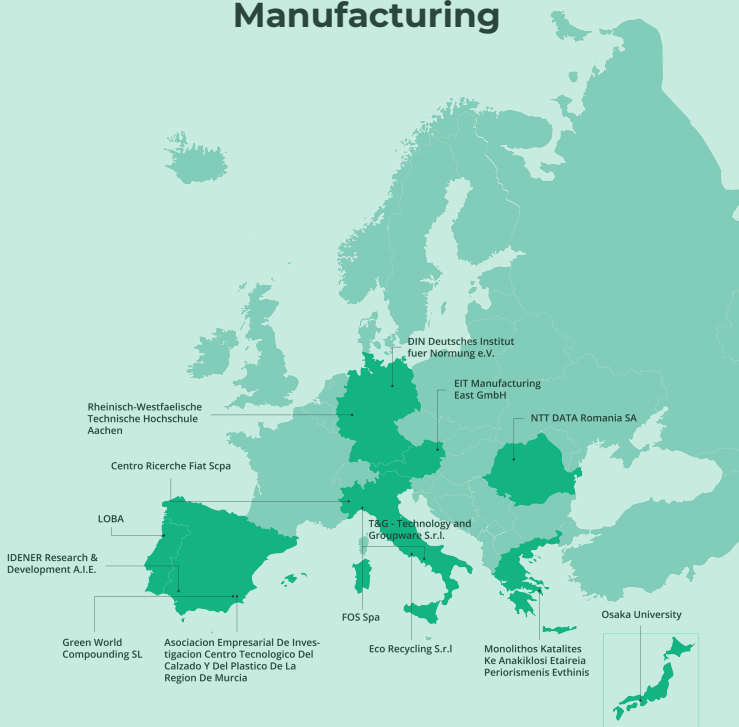 Manufacturing
DIN Deutsches Institut
fuer Normung e.V.
EIT Manufacturing
East GmbH
Rheinisch-Westfaelische
Technische Hochschule
Aachen
NTT DATA Romania SA
Centro Ricerche Fiat Scpa
LOBA
T&G - Technology and
Groupware S.r.l.
IDENER Research &
Development A.I.E.
FOS Spa
Osaka University
Green World
Compounding SL
Asociacion Empresarial De Inves-
tigacion Centro Tecnologico Del
Calzado Y Del Plastico De La
Region De Murcia
Eco Recycling S.r.l
Monolithos Katalites
Ke Anakiklosi Etaireia
Periorismenis Evthinis